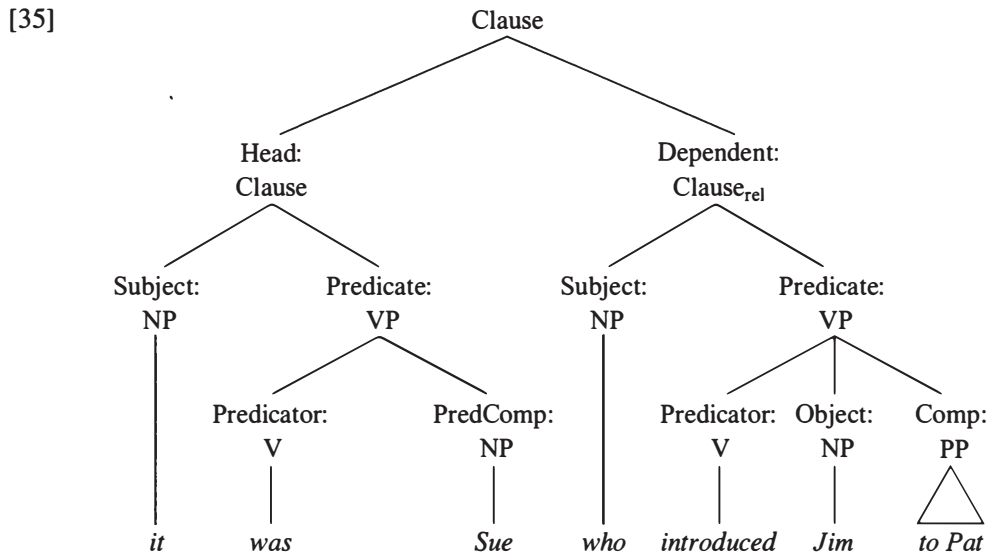 [35]
Clause
Head: Dependent:
Clause Clause_rel
Subject: Predicate: Subject: Predicate:
NP VP NP VP
Predicator: PredComp: Predicator: Object: Comp:
V NP V NP PP
it was Sue who introduced Jim to Pat